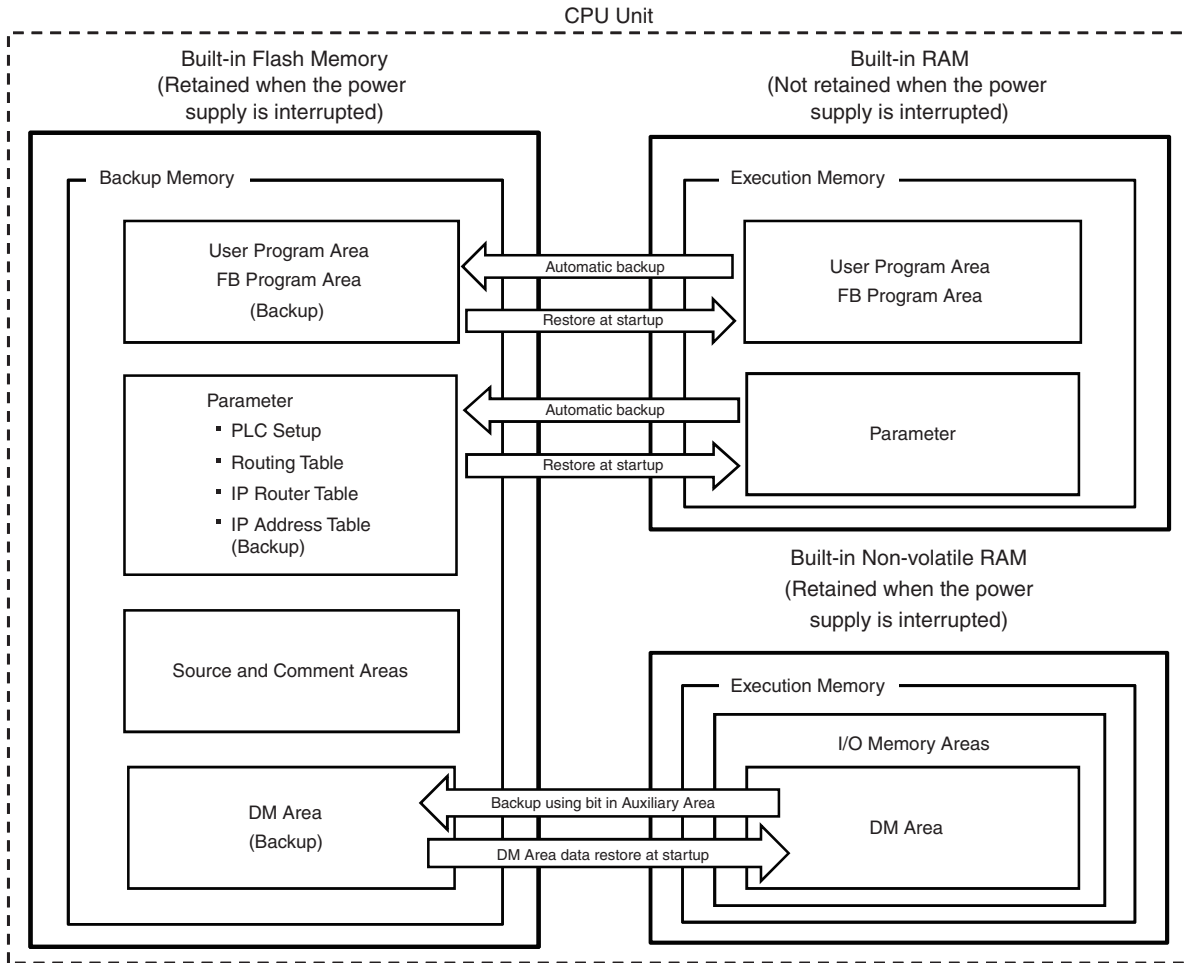 CPU Unit
Built-in Flash Memory
(Retained when the power
supply is interrupted)
Backup Memory
User Program Area
FB Program Area
(Backup)
Parameter
▪ PLC Setup
▪ Routing Table
▪ IP Router Table
▪ IP Address Table
(Backup)
Source and Comment Areas
DM Area
(Backup)
Automatic backup
Restore at startup
Automatic backup
Restore at startup
Backup using bit in Auxiliary Area
DM Area data restore at startup
Built-in RAM
(Not retained when the power
supply is interrupted)
Execution Memory
User Program Area
FB Program Area
Parameter
Built-in Non-volatile RAM
(Retained when the power
supply is interrupted)
Execution Memory
I/O Memory Areas
DM Area